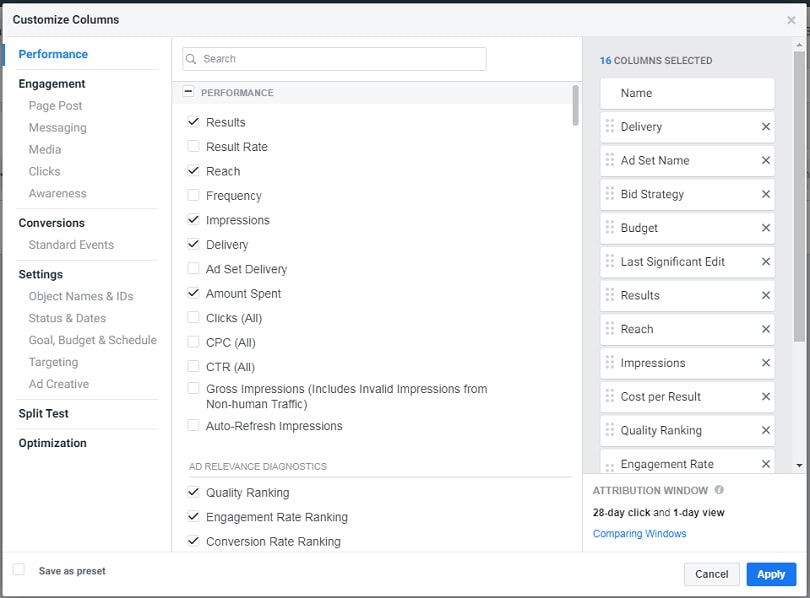 Customize Columns
Performance
Engagement
Page Post
Messaging
Media
Clicks
Awareness
Conversions
Standard Events
Settings
Object Names & IDs
Status & Dates
Goal, Budget & Schedule
Targeting
Ad Creative
Split Test
Optimization
Search
PERFORMANCE
Results
Result Rate
Reach
Frequency
Impressions
Delivery
Ad Set Delivery
Amount Spent
Clicks (All)
CPC (All)
CTR (All)
Gross Impressions (Includes Invalid Impressions from
Non-human Traffic)
Auto-Refresh Impressions
AD RELEVANCE DIAGNOSTICS
Quality Ranking
Engagement Rate Ranking
Conversion Rate Ranking
16 COLUMNS SELECTED
Name
Delivery
Ad Set Name
Bid Strategy
Budget
Last Significant Edit
Results
Reach
Impressions
Cost per Result
Quality Ranking
Engagement Rate
ATTRIBUTION WINDOW
28-day click and 1-day view
Comparing Windows
Save as preset
Cancel
Apply